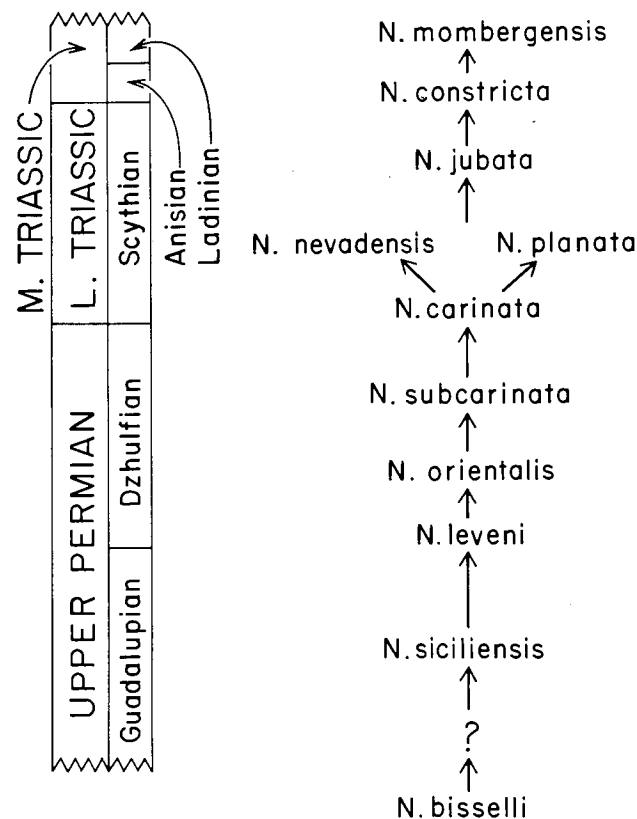 M. TRIASSIC
L. TRIASSIC
UPPER PERMIAN
Scythian
Anisian
Ladinian
Dzhulfian
Guadalupian
N. mombergensis
N. constricta
N. jubata
N. nevadensis
N. planata
N. carinata
N. subcarinata
N. orientalis
N. leveni
N. siciliensis
?
N. bisselli